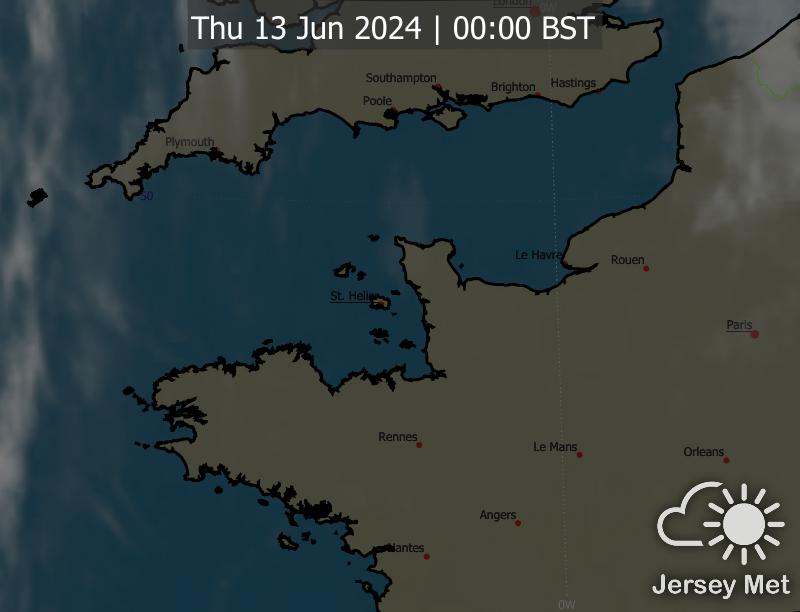 London
0W
Thu 13 Jun 2024 | 00:00 BST
Southampton
Brighton
Hastings
Poole
Plymouth
50
Le Havre
Rouen
St. Helier
Paris
Rennes
Le Mans
Orleans
Angers
Nantes
Jersey Met
0W